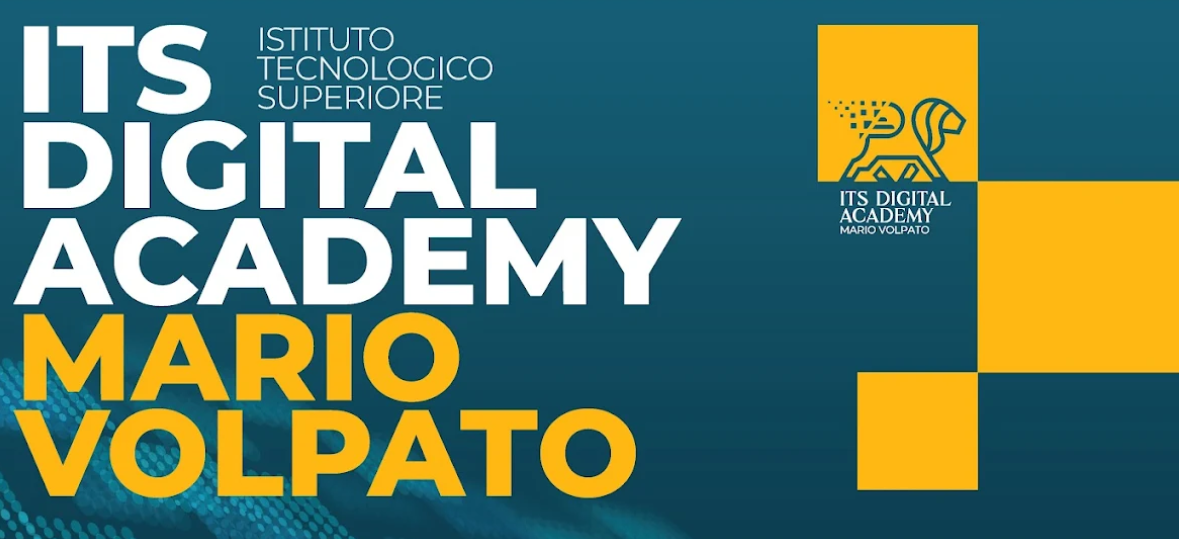 ITS
ISTITUTO
TECNOLOGICO
SUPERIORE
DIGITAL
ACADEMY
MARIO
VOLPATO
ITS DIGITAL
ACADEMY
MARIO VOLPATO